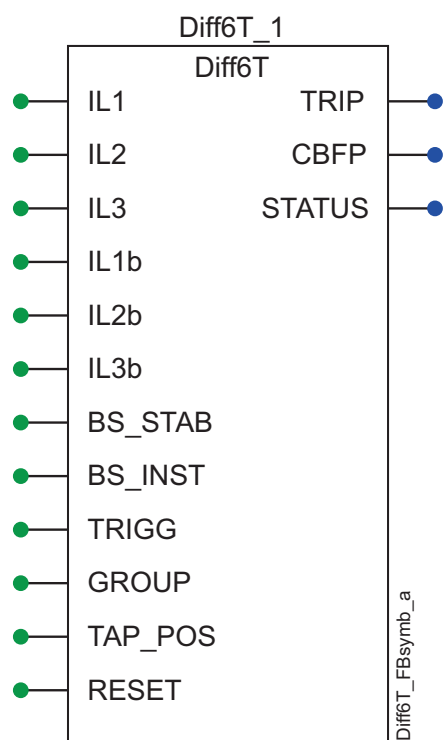 Diff6T_1
Diff6T
IL1 TRIP
IL2 CBFP
IL3 STATUS
IL1b
IL2b
IL3b
BS_STAB
BS_INST
TRIGG
GROUP
TAP_POS
RESET
Diff6T_FBsymb_a